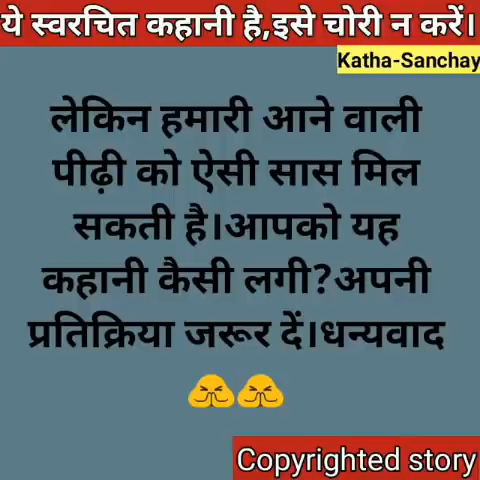 ये स्वरचित कहानी है,इसे चोरी न करें।
Katha-Sanchay
लेकिन हमारी आने वाली
पीढ़ी को ऐसी सास मिल
सकती है।आपको यह
कहानी कैसी लगी?अपनी
प्रतिक्रिया जरूर दें।धन्यवाद
🙏🙏
Copyrighted story